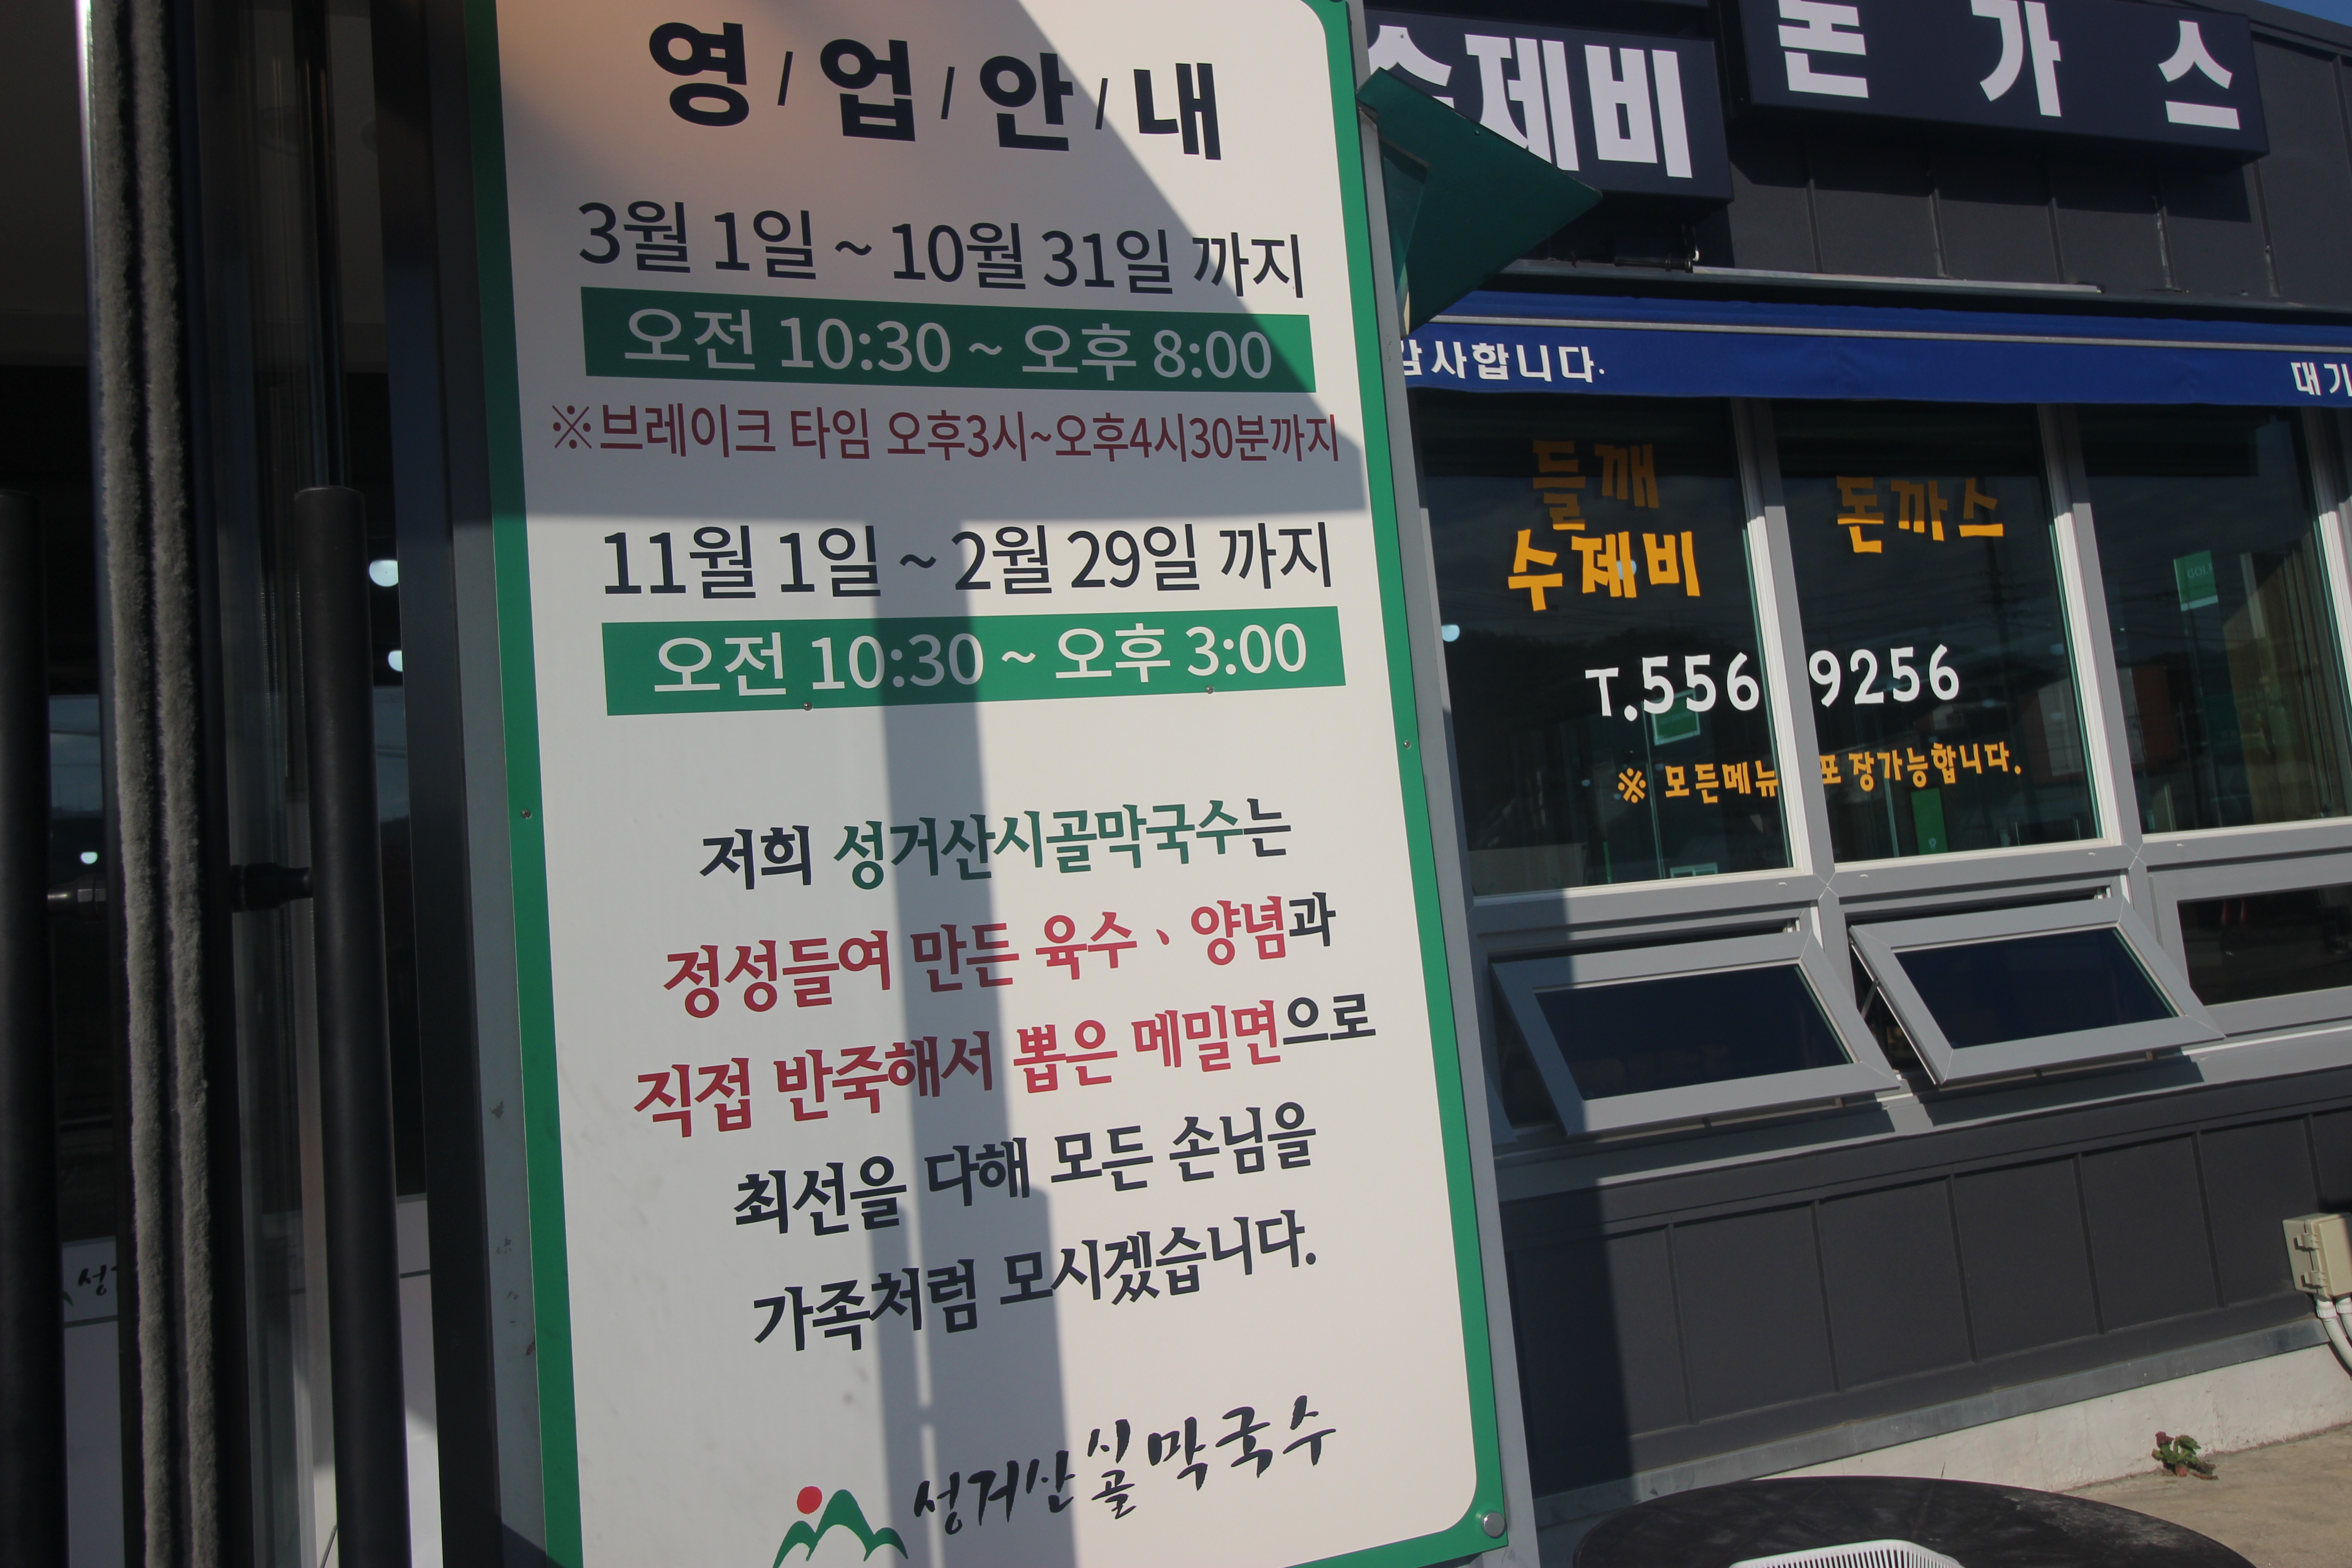 영/업/안/내
3월 1일 ~ 10월 31일 까지
오전 10:30 ~ 오후 8:00
※브레이크 타임 오후3시~오후4시30분까지
11월 1일 ~ 2월 29일 까지
오전 10:30 ~ 오후 3:00
저희 성거산시골막국수는
정성들여 만든 육수、양념과
직접 반죽해서 뽑은 메밀면으로
최선을 다해 모든 손님을
가족처럼 모시겠습니다.
성거산시골막국수
수제비
돈가스
감사합니다.
대기
들깨
수제비
돈까스
T.556 9256
※ 모든메뉴 포장가능합니다.
성